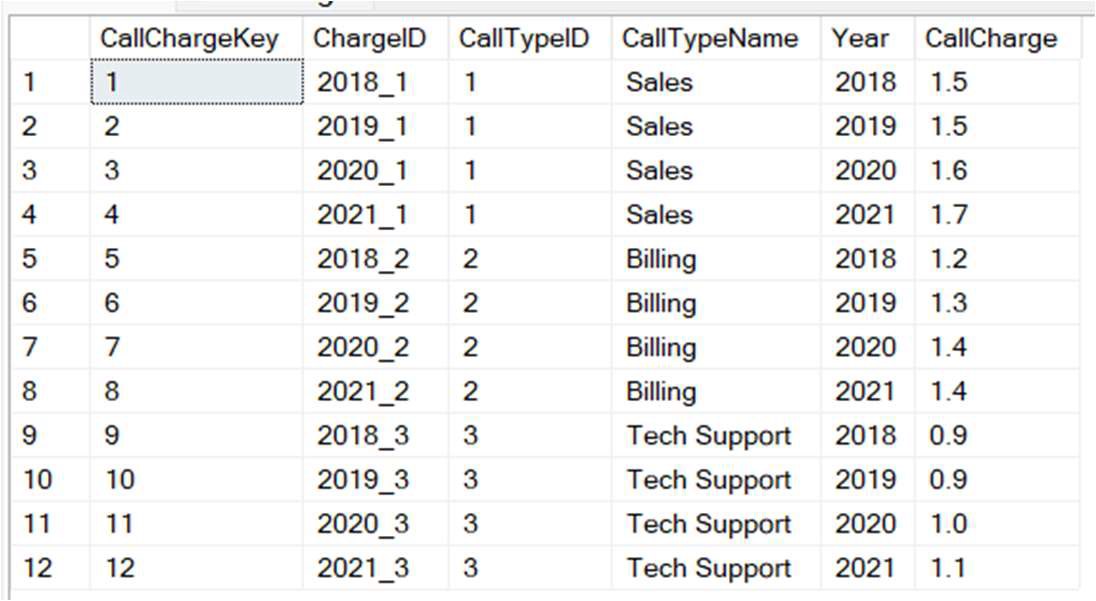 CallChargeKey ChargeID CallTypeID CallTypeName Year CallCharge
1 1 2018_1 1 Sales 2018 1.5
2 2 2019_1 1 Sales 2019 1.5
3 3 2020_1 1 Sales 2020 1.6
4 4 2021_1 1 Sales 2021 1.7
5 5 2018_2 2 Billing 2018 1.2
6 6 2019_2 2 Billing 2019 1.3
7 7 2020_2 2 Billing 2020 1.4
8 8 2021_2 2 Billing 2021 1.4
9 9 2018_3 3 Tech Support 2018 0.9
10 10 2019_3 3 Tech Support 2019 0.9
11 11 2020_3 3 Tech Support 2020 1.0
12 12 2021_3 3 Tech Support 2021 1.1